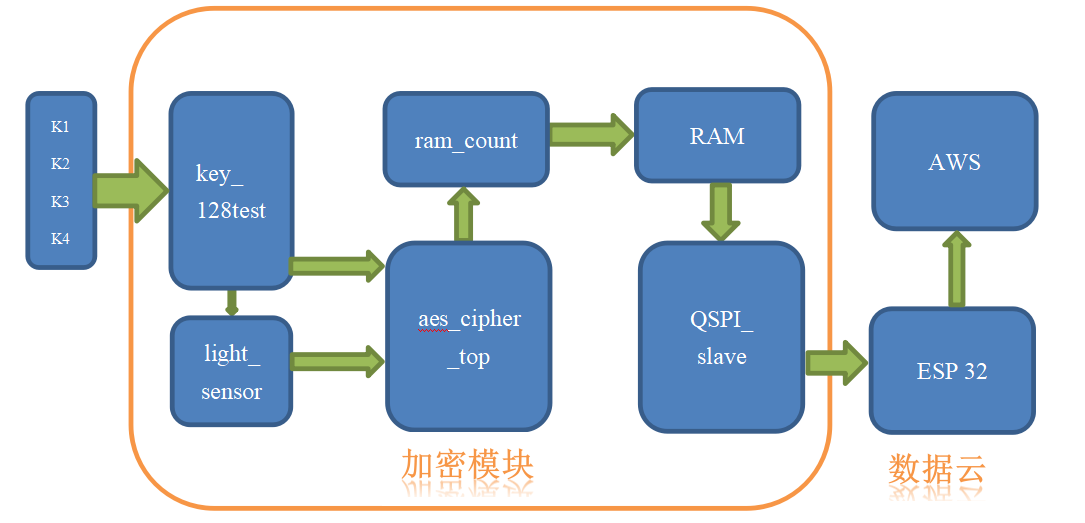 K1
K2
K3
K4
key_
128test
light_
sensor
ram_count
aes_cipher
_top
RAM
QSPI_
slave
AWS
ESP 32
加密模块
数据云